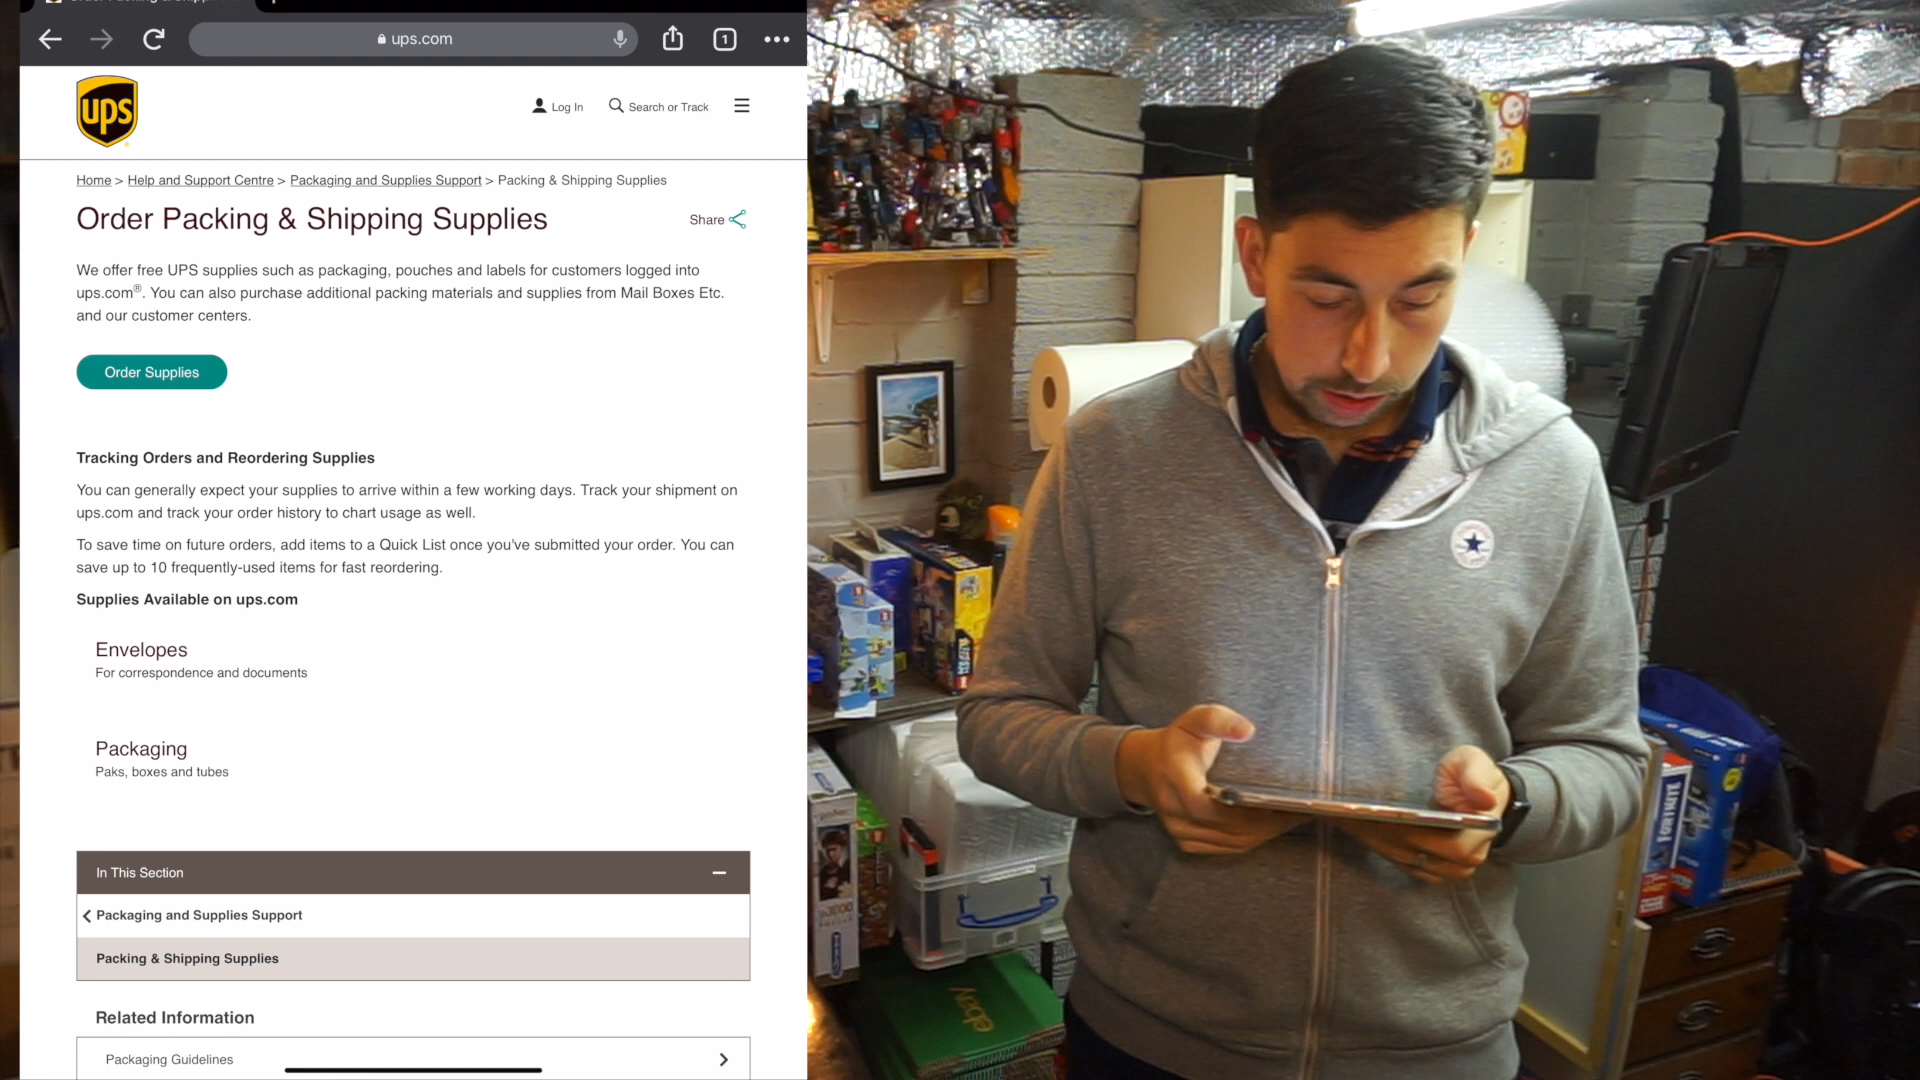 ups.com
1
ups
Log In
Search or Track
Home > Help and Support Centre > Packaging and Supplies Support > Packing & Shipping Supplies
Order Packing & Shipping Supplies
Share
We offer free UPS supplies such as packaging, pouches and labels for customers logged into
ups.com®. You can also purchase additional packing materials and supplies from Mail Boxes Etc.
and our customer centers.
Order Supplies
Tracking Orders and Reordering Supplies
You can generally expect your supplies to arrive within a few working days. Track your shipment on
ups.com and track your order history to chart usage as well.
To save time on future orders, add items to a Quick List once you've submitted your order. You can
save up to 10 frequently-used items for fast reordering.
Supplies Available on ups.com
Envelopes
For correspondence and documents
Packaging
Paks, boxes and tubes
In This Section
Packaging and Supplies Support
Packing & Shipping Supplies
Related Information
Packaging Guidelines
FORTNITE
ebay